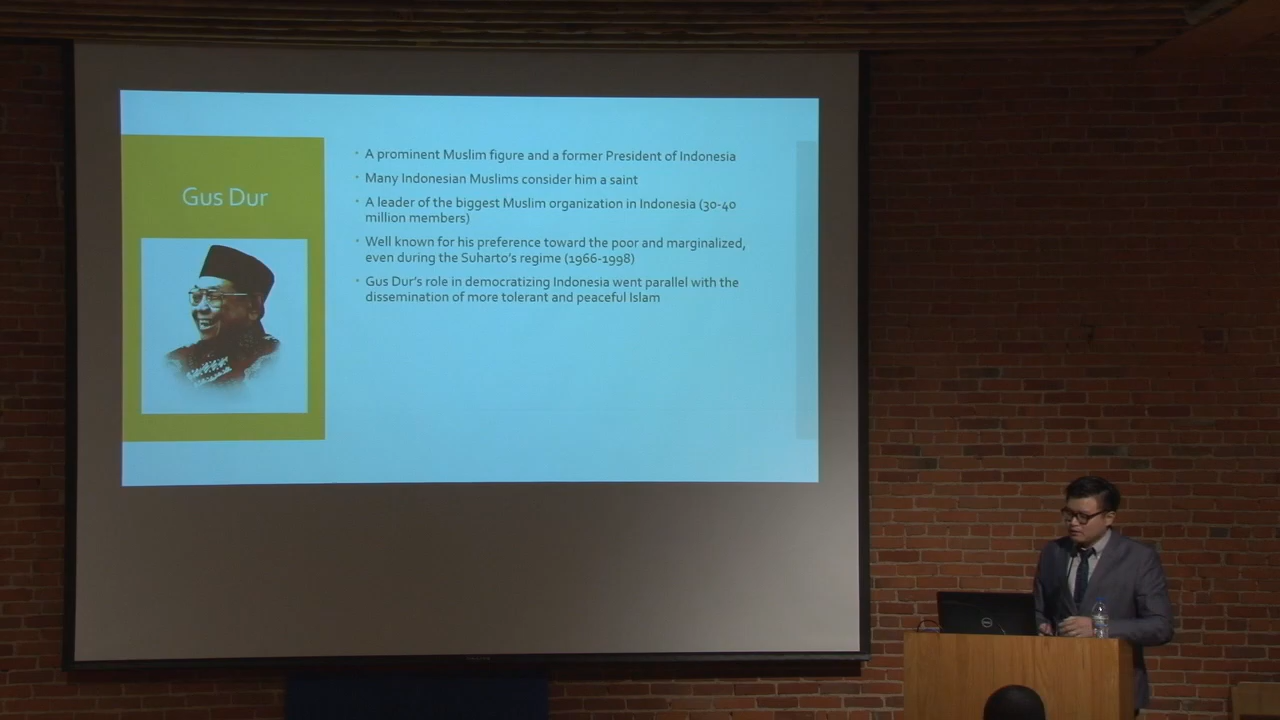 Gus Dur
• A prominent Muslim figure and a former President of Indonesia
• Many Indonesian Muslims consider him a saint
• A leader of the biggest Muslim organization in Indonesia (30-40
million members)
• Well known for his preference toward the poor and marginalized,
even during the Suharto's regime (1966-1998)
• Gus Dur's role in democratizing Indonesia went parallel with the
dissemination of more tolerant and peaceful Islam
DELL